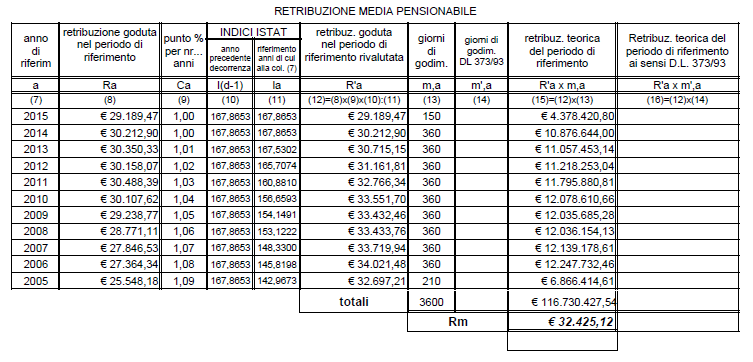 RETRIBUZIONE MEDIA PENSIONABILE
anno di riferim | retribuzione goduta nel periodo di riferimento | punto % per nr... anni | INDICI ISTAT | retribuz. goduta nel periodo di riferimento rivalutata | giorni di godim. | giorni di godim. DL 373/93 | retribuz. teorica del periodo di riferimento | Retribuz. teorica del periodo di riferimento ai sensi D.L. 373/93
anno precedente decorrenza | riferimento anni di cui alla col. (7)
a | Ra | Ca | I(d-1) | Ia | R'a | m,a | m',a | R'a x m,a | R'a x m',a
(7) | (8) | (9) | (10) | (11) | (12)=(8)x(9)x(10):(11) | (13) | (14) | (15)=(12)x(13) | (16)=(12)x(14)
2015 | € 29.189,47 | 1,00 | 167,8653 | 167,8653 | € 29.189,47 | 150 | € 4.378.420,80
2014 | € 30.212,90 | 1,00 | 167,8653 | 167,8653 | € 30.212,90 | 360 | € 10.876.644,00
2013 | € 30.350,33 | 1,01 | 167,8653 | 167,5302 | € 30.715,15 | 360 | € 11.057.453,14
2012 | € 30.158,07 | 1,02 | 167,8653 | 165,7074 | € 31.161,81 | 360 | € 11.218.253,04
2011 | € 30.488,39 | 1,03 | 167,8653 | 160,8810 | € 32.766,34 | 360 | € 11.795.880,81
2010 | € 30.107,62 | 1,04 | 167,8653 | 156,6593 | € 33.551,70 | 360 | € 12.078.610,66
2009 | € 29.238,77 | 1,05 | 167,8653 | 154,1491 | € 33.432,46 | 360 | € 12.035.685,28
2008 | € 28.771,11 | 1,06 | 167,8653 | 153,1222 | € 33.433,76 | 360 | € 12.036.154,13
2007 | € 27.846,53 | 1,07 | 167,8653 | 148,3300 | € 33.719,94 | 360 | € 12.139.178,61
2006 | € 27.364,34 | 1,08 | 167,8653 | 145,8198 | € 34.021,48 | 360 | € 12.247.732,46
2005 | € 25.548,18 | 1,09 | 167,8653 | 142,9673 | € 32.697,21 | 210 | € 6.866.414,61
totali | 3600 | € 116.730.427,54
Rm | € 32.425,12